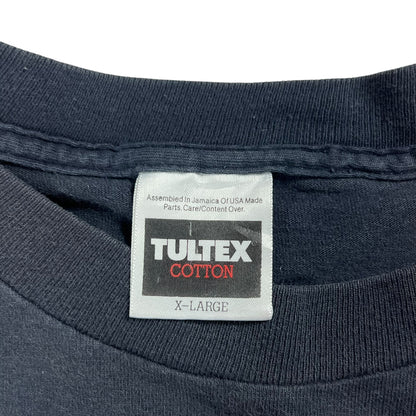 Assembled In Jamaica Of USA Made
Parts. Care/Content Over.
TULTEX
COTTON
X-LARGE